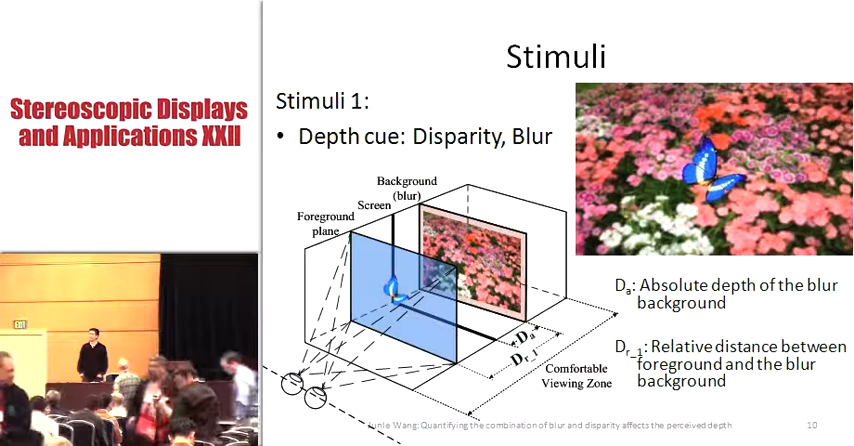 Stereoscopic Displays
and Applications XXII
Stimuli
Stimuli 1:
• Depth cue: Disparity, Blur
Background
(blur)
Screen
Foreground
plane
Da
Dr_1
Comfortable
Viewing Zone
Da: Absolute depth of the blur
background
Dr_1: Relative distance between
foreground and the blur
background
Junle Wang: Quantifying the combination of blur and disparity affects the perceived depth
10